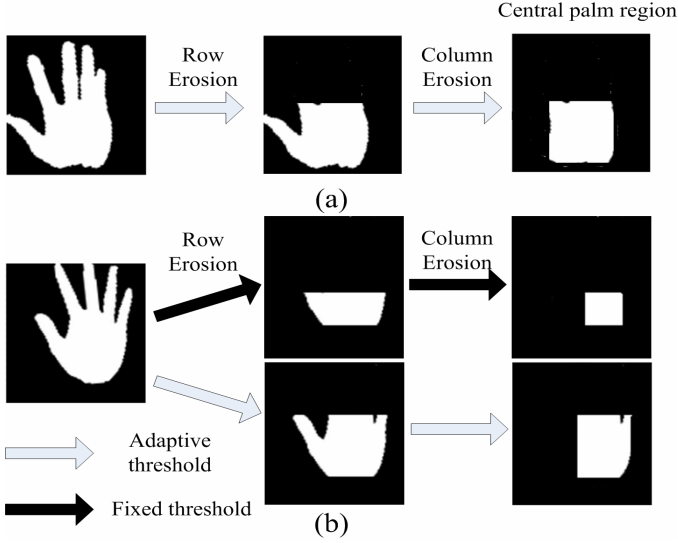 Central palm region
Row
Erosion
Column
Erosion
(a)
Row
Erosion
Column
Erosion
Adaptive
threshold
Fixed threshold
(b)